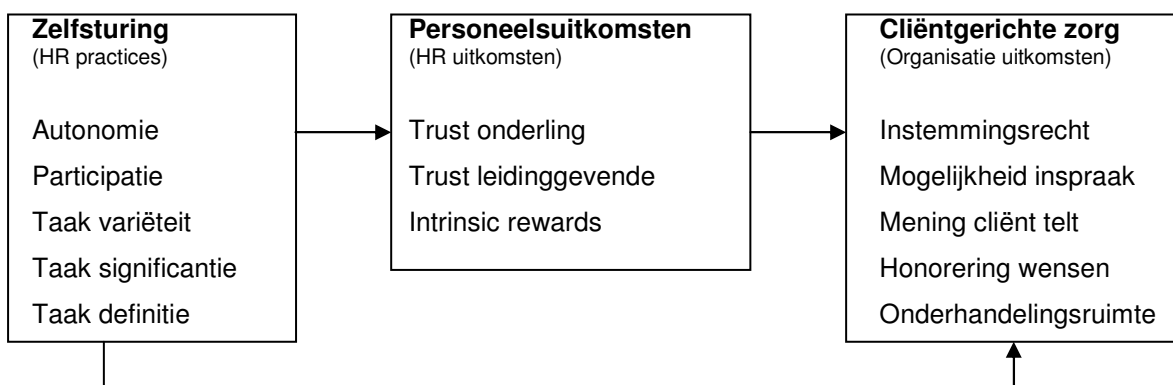 Zelfsturing
(HR practices)
Autonomie
Participatie
Taak variëteit
Taak significantie
Taak definitie
Personeelsuitkomsten
(HR uitkomsten)
Trust onderling
Trust leidinggevende
Intrinsic rewards
Cliëntgerichte zorg
(Organisatie uitkomsten)
Instemmingsrecht
Mogelijkheid inspraak
Mening cliënt telt
Honorering wensen
Onderhandelingsruimte